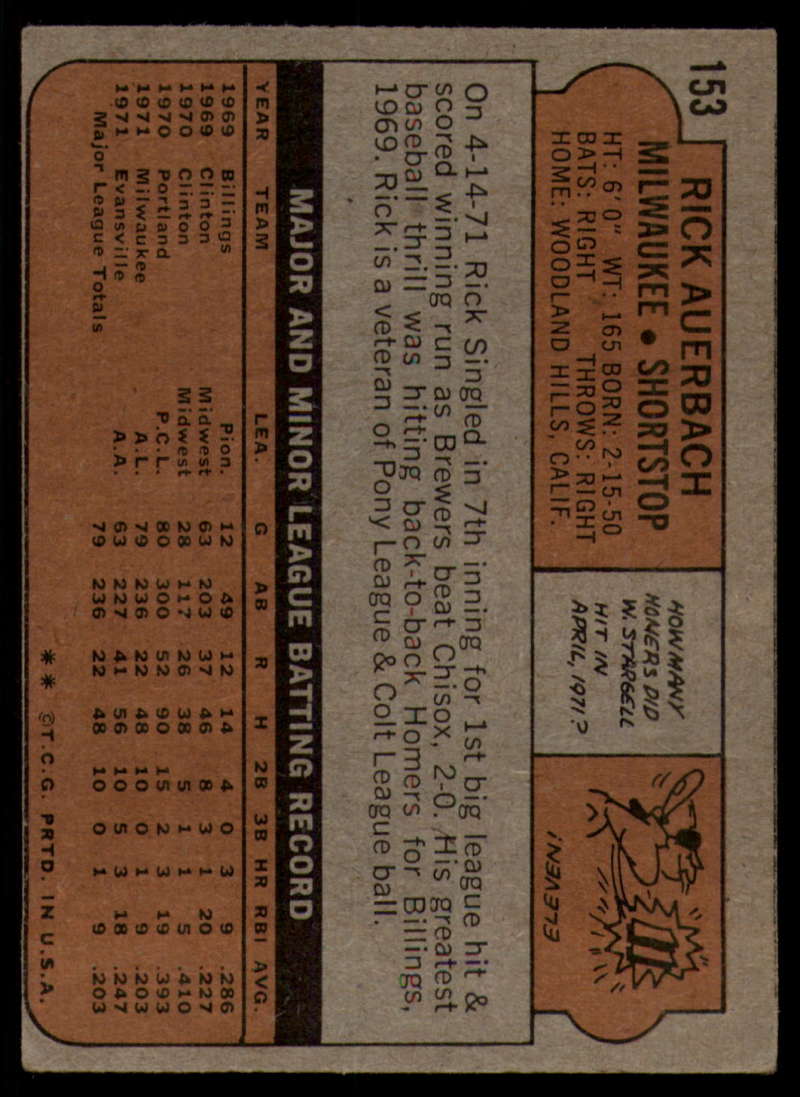 153
RICK AUERBACH
MILWAUKEE • SHORTSTOP
HT: 6'0" WT: 165 BORN: 2-15-50
BATS: RIGHT THROWS: RIGHT
HOME: WOODLAND HILLS, CALIF.
HOW MANY
HOMERS DID
W. STARGELL
HIT IN
APRIL, 1971?
ELEVEN!
On 4-14-71 Rick Singled in 7th inning for 1st big league hit &
scored winning run as Brewers beat Chisox, 2-0. His greatest
baseball thrill was hitting back-to-back Homers for Billings,
1969. Rick is a veteran of Pony League & Colt League ball.
MAJOR AND MINOR LEAGUE BATTING RECORD
YEAR TEAM LEA. G AB R H 2B 3B HR RBI AVG.
1969 Billings Pion. 12 49 12 14 4 0 3 9 .286
1969 Clinton Midwest 63 203 37 46 8 3 1 20 .227
1970 Clinton Midwest 28 117 26 38 5 1 1 5 .410
1970 Portland P.C.L. 80 300 52 90 15 2 3 19 .393
1971 Milwaukee A.L. 79 236 22 48 10 0 1 9 .203
1971 Evansville A.A. 63 227 41 56 10 5 3 18 .247
Major League Totals 79 236 22 48 10 0 1 9 .203
** ©T.C.G. PRTD. IN U.S.A.